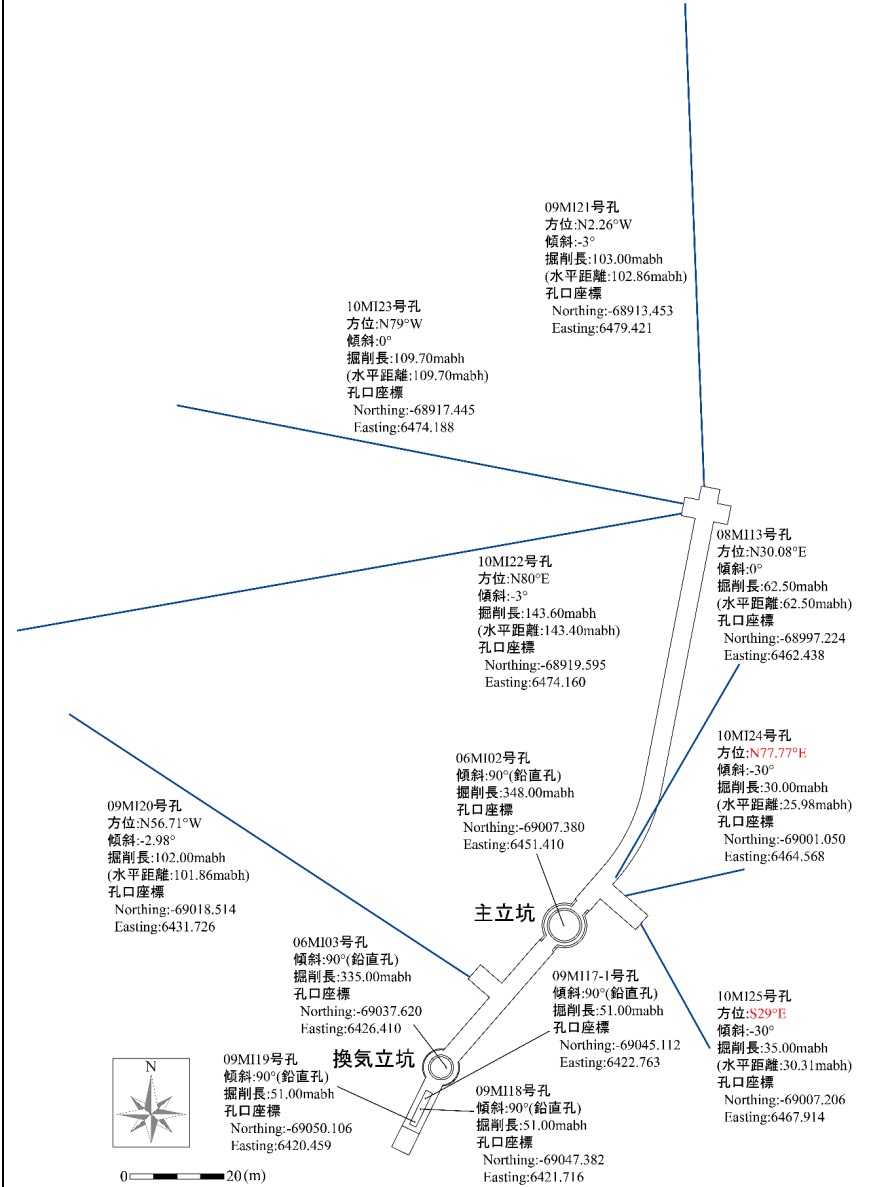 09MI21号孔
方位:N2.26°W
傾斜:-3°
掘削長:103.00mabh
(水平距離:102.86mabh)
孔口座標
Northing:-68913.453
Easting:6479.421
10MI23号孔
方位:N79°W
傾斜:0°
掘削長:109.70mabh
(水平距離:109.70mabh)
孔口座標
Northing:-68917.445
Easting:6474.188
08MI13号孔
方位:N30.08°E
傾斜:0°
掘削長:62.50mabh
(水平距離:62.50mabh)
孔口座標
Northing:-68997.224
Easting:6462.438
10MI22号孔
方位:N80°E
傾斜:-3°
掘削長:143.60mabh
(水平距離:143.40mabh)
孔口座標
Northing:-68919.595
Easting:6474.160
10MI24号孔
方位:N77.77°E
傾斜:-30°
掘削長:30.00mabh
(水平距離:25.98mabh)
孔口座標
Northing:-69001.050
Easting:6464.568
06MI02号孔
傾斜:90°(鉛直孔)
掘削長:348.00mabh
孔口座標
Northing:-69007.380
Easting:6451.410
09MI20号孔
方位:N56.71°W
傾斜:-2.98°
掘削長:102.00mabh
(水平距離:101.86mabh)
孔口座標
Northing:-69018.514
Easting:6431.726
主立坑
06MI03号孔
傾斜:90°(鉛直孔)
掘削長:335.00mabh
孔口座標
Northing:-69037.620
Easting:6426.410
09MI17-1号孔
傾斜:90°(鉛直孔)
掘削長:51.00mabh
孔口座標
Northing:-69045.112
Easting:6422.763
10MI25号孔
方位:S29°E
傾斜:-30°
掘削長:35.00mabh
(水平距離:30.31mabh)
孔口座標
Northing:-69007.206
Easting:6467.914
換気立坑
09MI19号孔
傾斜:90°(鉛直孔)
掘削長:51.00mabh
孔口座標
Northing:-69050.106
Easting:6420.459
09MI18号孔
傾斜:90°(鉛直孔)
掘削長:51.00mabh
孔口座標
Northing:-69047.382
Easting:6421.716
N
0 20(m)